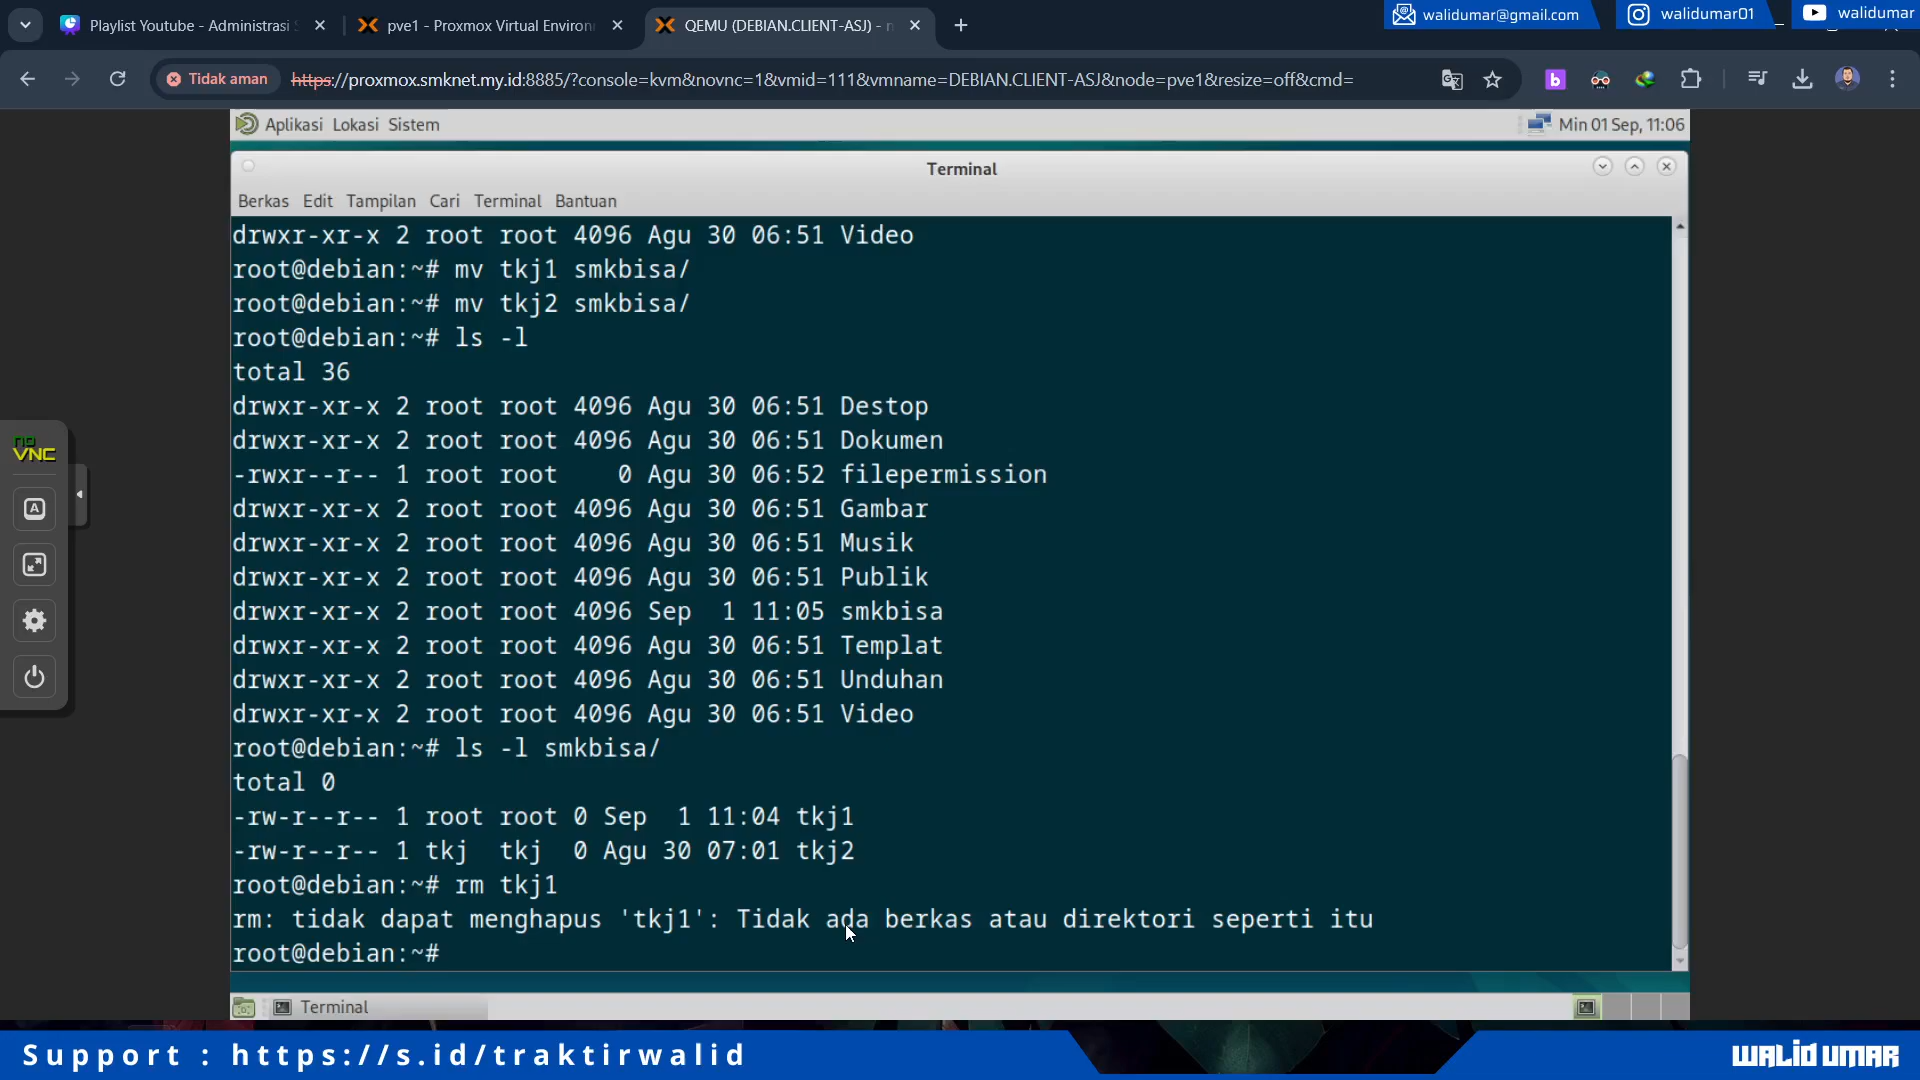 Playlist Youtube - Administrasi S
pve1 - Proxmox Virtual Environ
QEMU (DEBIAN.CLIENT-ASJ) - n
walidumar@gmail.com
walidumar01
walidumar
Tidak aman
https://proxmox.smknet.my.id:8885/?console=kvm&novnc=1&vmid=111&vmname=DEBIAN.CLIENT-ASJ&node=pve1&resize=off&cmd=
Aplikasi Lokasi Sistem
Min 01 Sep, 11:06
Terminal
Berkas Edit Tampilan Cari Terminal Bantuan
drwxr-xr-x 2 root root 4096 Agu 30 06:51 Video
root@debian:~# mv tkj1 smkbisa/
root@debian:~# mv tkj2 smkbisa/
root@debian:~# ls -l
total 36
drwxr-xr-x 2 root root 4096 Agu 30 06:51 Destop
drwxr-xr-x 2 root root 4096 Agu 30 06:51 Dokumen
-rwxr--r-- 1 root root    0 Agu 30 06:52 filepermission
drwxr-xr-x 2 root root 4096 Agu 30 06:51 Gambar
drwxr-xr-x 2 root root 4096 Agu 30 06:51 Musik
drwxr-xr-x 2 root root 4096 Agu 30 06:51 Publik
drwxr-xr-x 2 root root 4096 Sep  1 11:05 smkbisa
drwxr-xr-x 2 root root 4096 Agu 30 06:51 Templat
drwxr-xr-x 2 root root 4096 Agu 30 06:51 Unduhan
drwxr-xr-x 2 root root 4096 Agu 30 06:51 Video
root@debian:~# ls -l smkbisa/
total 0
-rw-r--r-- 1 root root 0 Sep  1 11:04 tkj1
-rw-r--r-- 1 tkj  tkj  0 Agu 30 07:01 tkj2
root@debian:~# rm tkj1
rm: tidak dapat menghapus 'tkj1': Tidak ada berkas atau direktori seperti itu
root@debian:~#
no
VNC
A
Terminal
Support : https://s.id/traktirwalid
WALID UMAR